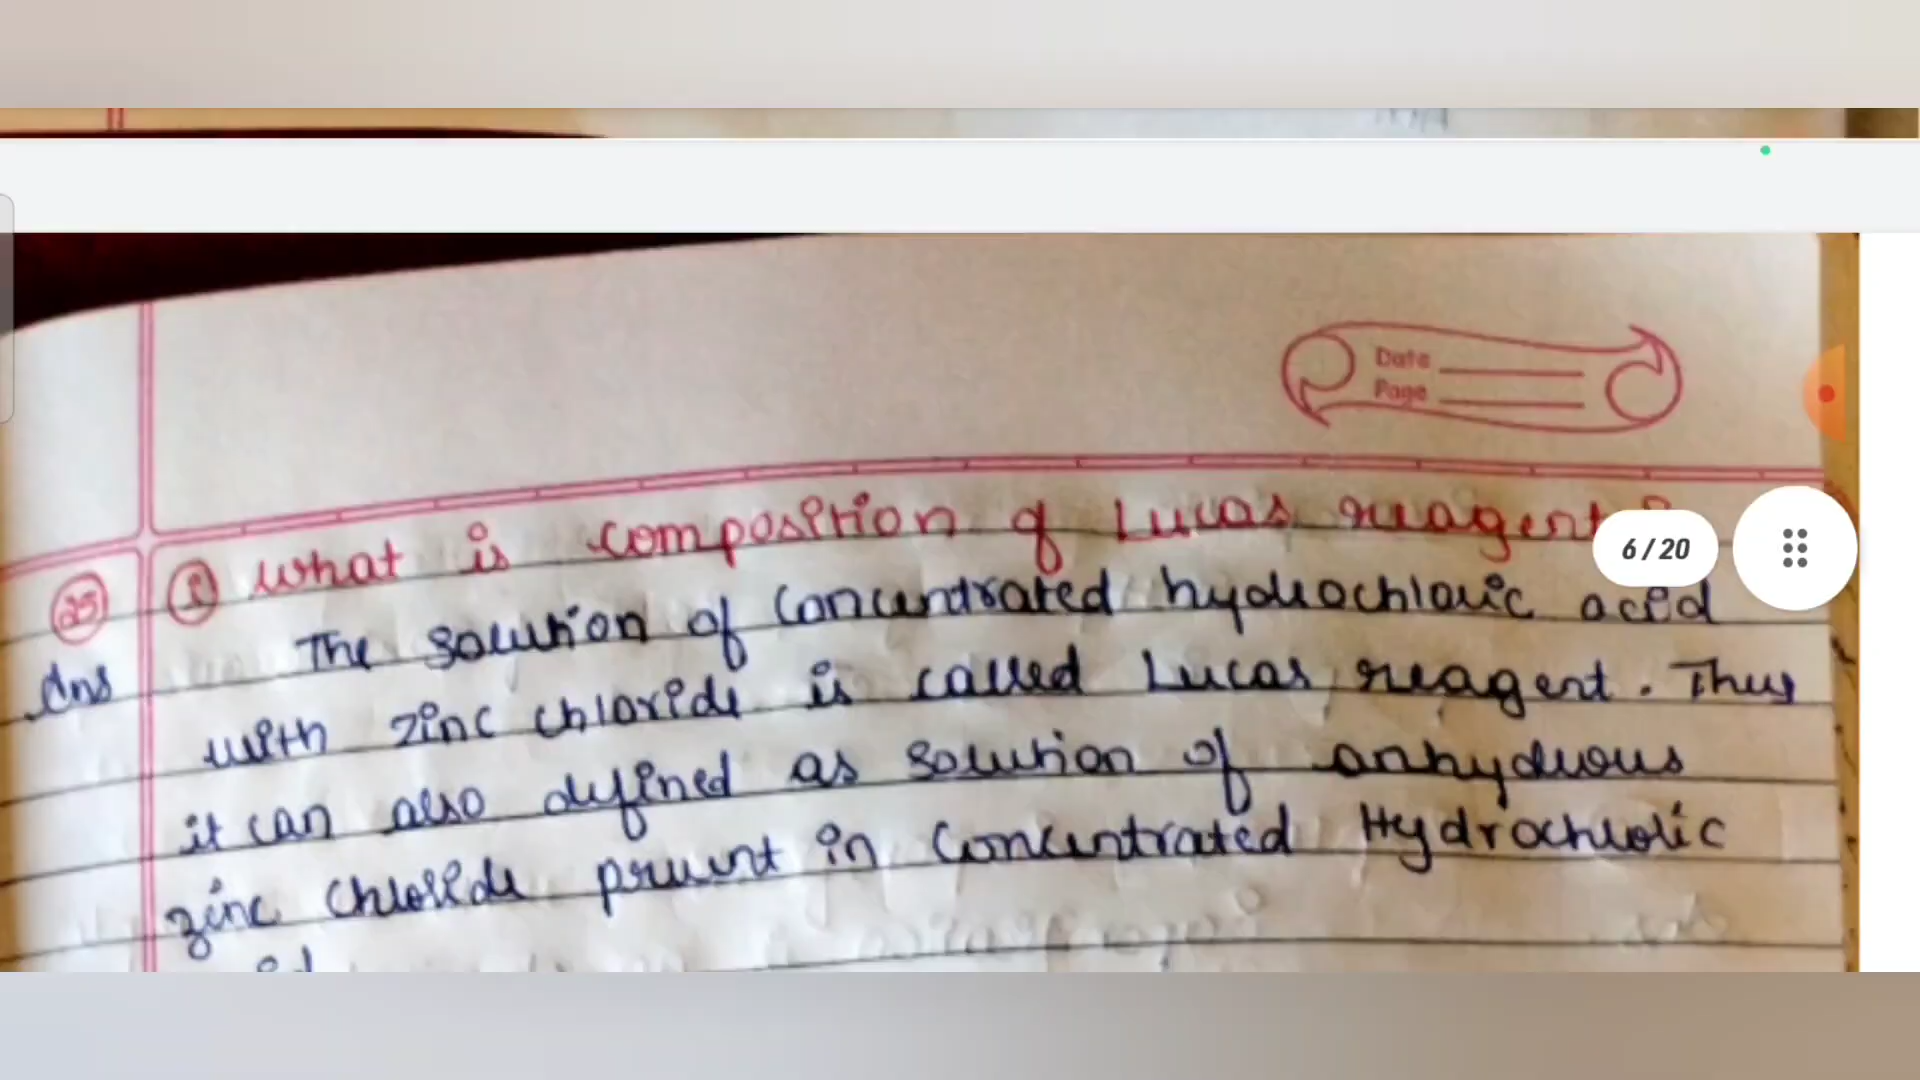 Date
Page
25 i What is composition of Lucas reagent?
6/20
Ans The solution of concentrated hydrochloric acid
with zinc chloride is called Lucas reagent. Thus
it can also defined as solution of anhydrous
zinc chloride present in Concentrated Hydrochloric